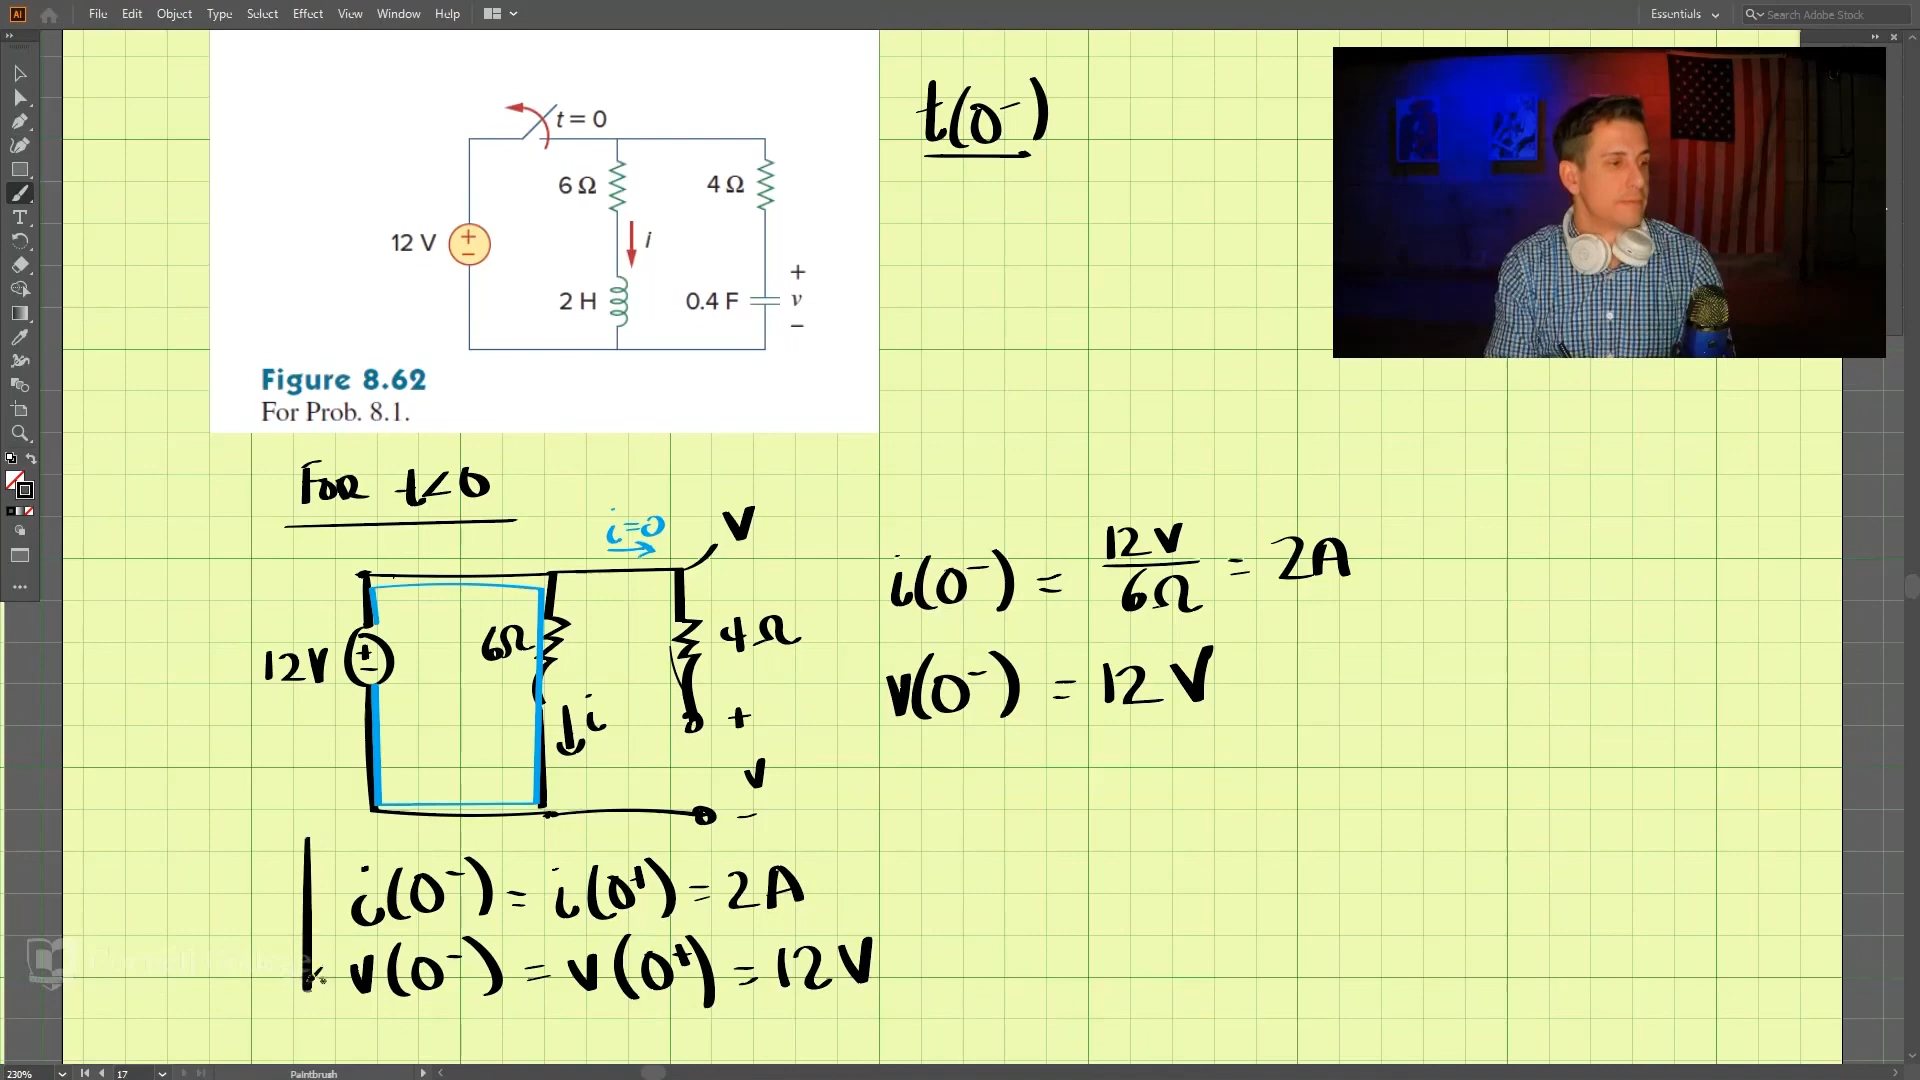 Ai File Edit Object Type Select Effect View Window Help Essentials Search Adobe Stock
t = 0
6 Ω 4 Ω
12 V + − i
2 H 0.4 F + v −
Figure 8.62
For Prob. 8.1.
t(0⁻)
For t<0
i=0 V
12V + − 6Ω 4Ω
i +
v
−
i(0⁻) = 12V/6Ω = 2A
v(0⁻) = 12V
i(0⁻) = i(0⁺) = 2A
v(0⁻) = v(0⁺) = 12V
230% 17 Paintbrush